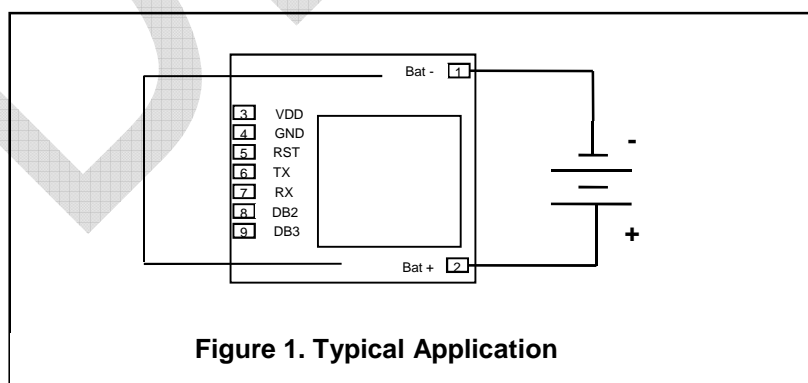 Bat - 1
3 VDD
4 GND
5 RST
6 TX
7 RX
8 DB2
9 DB3
Bat + 2
-
+
Figure 1. Typical Application